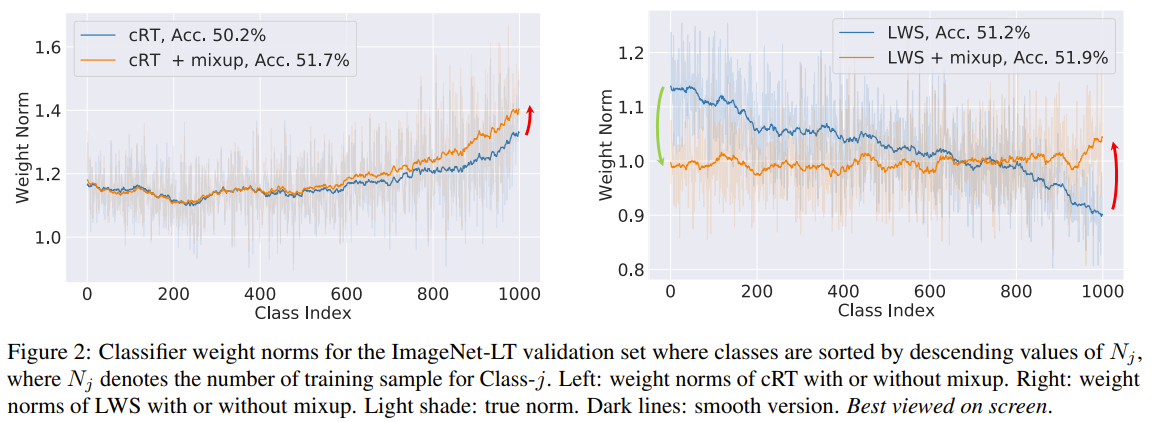 1.6
1.4
1.2
1.0
Weight Norm
cRT, Acc. 50.2%
cRT + mixup, Acc. 51.7%
0 200 400 600 800 1000
Class Index
1.2
1.1
1.0
0.9
0.8
Weight Norm
LWS, Acc. 51.2%
LWS + mixup, Acc. 51.9%
0 200 400 600 800 1000
Class Index
Figure 2: Classifier weight norms for the ImageNet-LT validation set where classes are sorted by descending values of Nj,
where Nj denotes the number of training sample for Class-j. Left: weight norms of cRT with or without mixup. Right: weight
norms of LWS with or without mixup. Light shade: true norm. Dark lines: smooth version. Best viewed on screen.